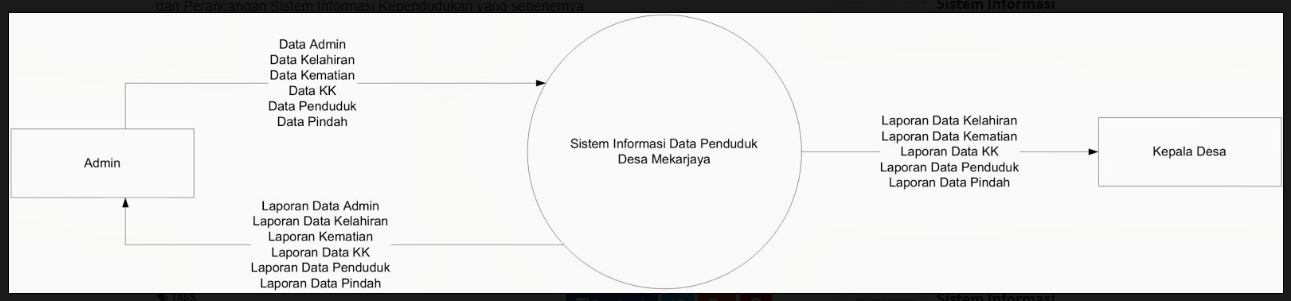 dan Perancangan Sistem Informasi Kependudukan yang sebenernya
Sistem Informasi
Data Admin
Data Kelahiran
Data Kematian
Data KK
Data Penduduk
Data Pindah
Admin
Sistem Informasi Data Penduduk
Desa Mekarjaya
Laporan Data Kelahiran
Laporan Data Kematian
Laporan Data KK
Laporan Data Penduduk
Laporan Data Pindah
Kepala Desa
Laporan Data Admin
Laporan Data Kelahiran
Laporan Kematian
Laporan Data KK
Laporan Data Penduduk
Laporan Data Pindah
TAGS
Sistem Informasi